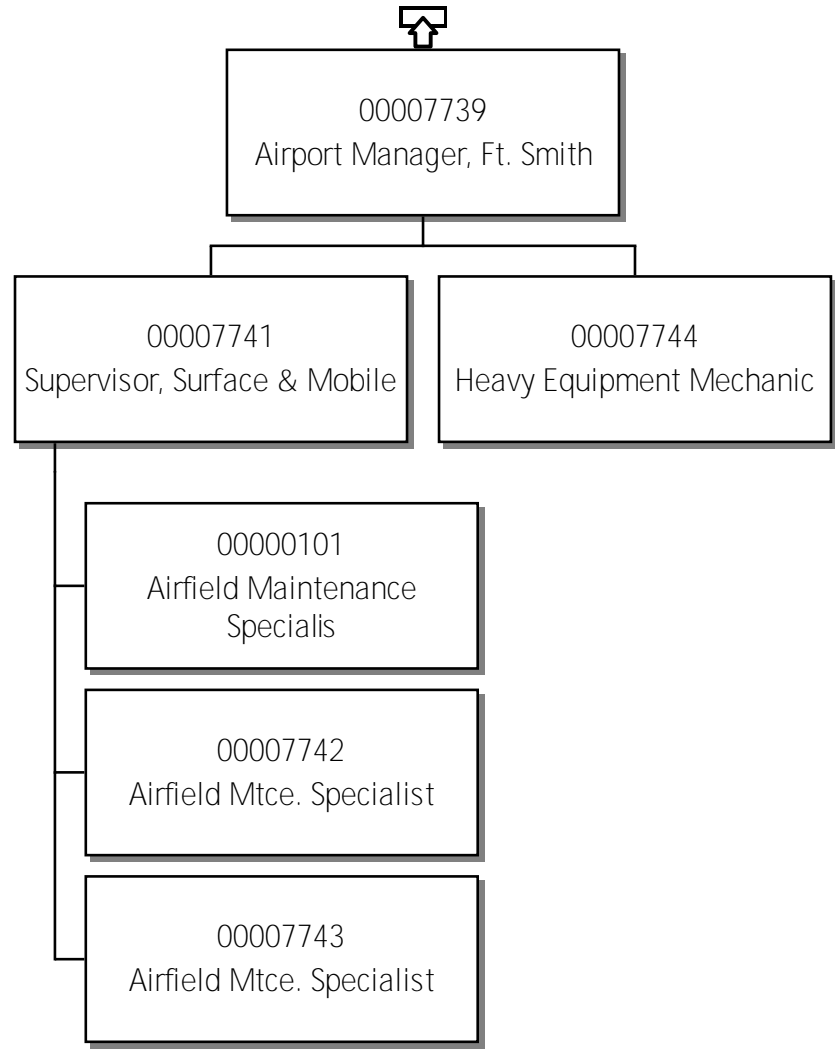 00007739
Airport Manager, Ft. Smith
00007741
Supervisor, Surface & Mobile
00007744
Heavy Equipment Mechanic
00000101
Airfield Maintenance
Specialis
00007742
Airfield Mtce. Specialist
00007743
Airfield Mtce. Specialist